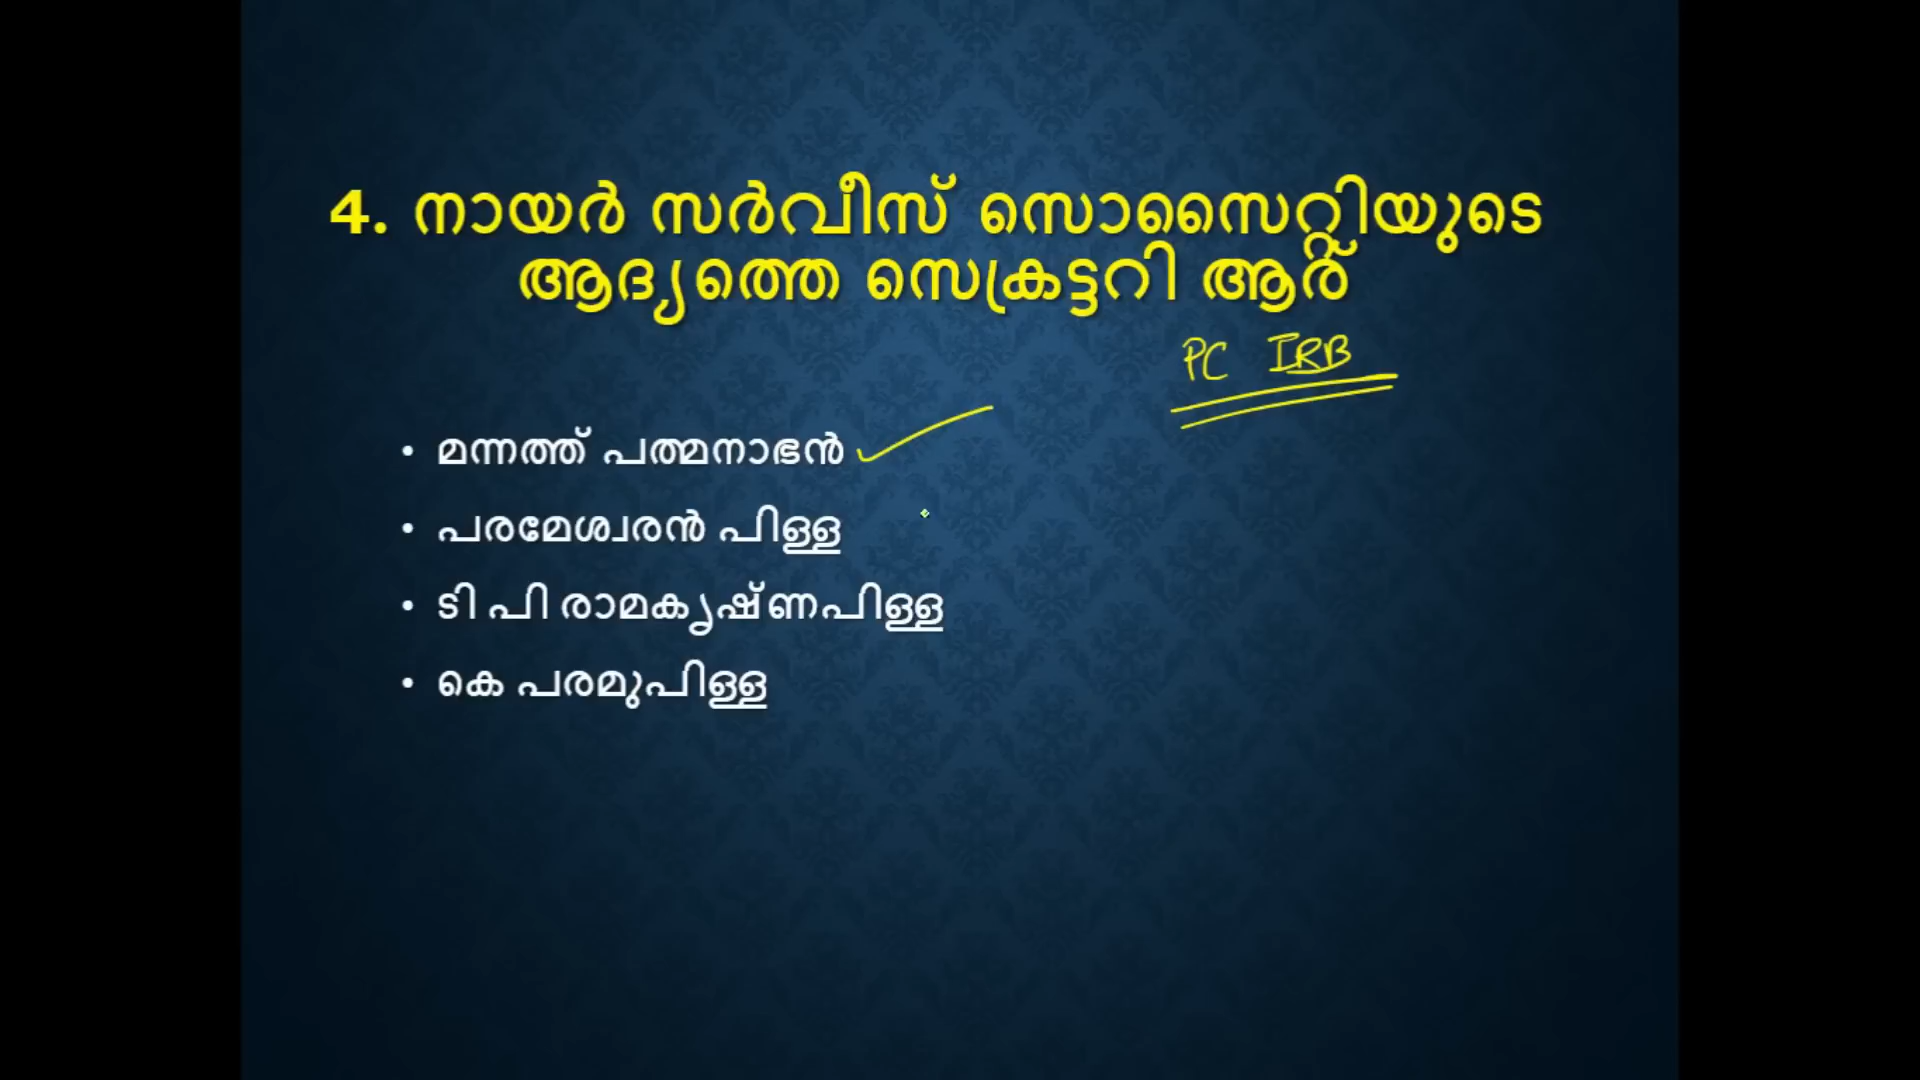 4. നായർ സർവീസ് സൊസൈറ്റിയുടെ
ആദ്യത്തെ സെക്രട്ടറി ആര്
PC IRB
• മന്നത്ത് പത്മനാഭൻ
• പരമേശ്വരൻ പിള്ള
• ടി പി രാമകൃഷ്ണപിള്ള
• കെ പരമുപിള്ള